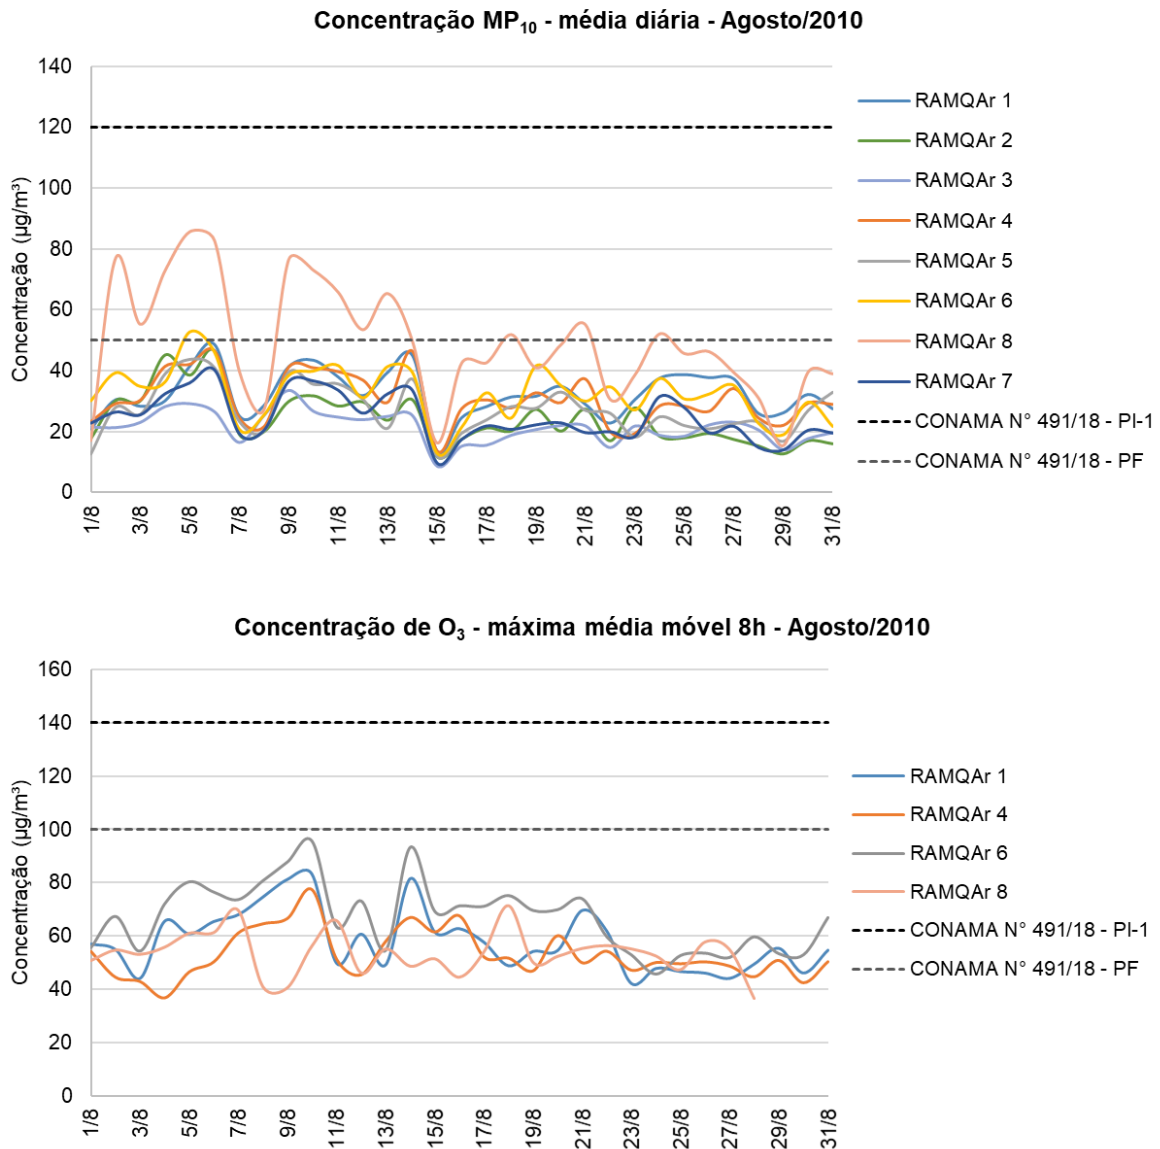 Concentração MP₁₀ - média diária - Agosto/2010
Concentração (µg/m³)
140
120
100
80
60
40
20
0
1/8
3/8
5/8
7/8
9/8
11/8
13/8
15/8
17/8
19/8
21/8
23/8
25/8
27/8
29/8
31/8
RAMQAr 1
RAMQAr 2
RAMQAr 3
RAMQAr 4
RAMQAr 5
RAMQAr 6
RAMQAr 8
RAMQAr 7
CONAMA N° 491/18 - PI-1
CONAMA N° 491/18 - PF
Concentração de O₃ - máxima média móvel 8h - Agosto/2010
Concentração (µg/m³)
160
140
120
100
80
60
40
20
0
1/8
3/8
5/8
7/8
9/8
11/8
13/8
15/8
17/8
19/8
21/8
23/8
25/8
27/8
29/8
31/8
RAMQAr 1
RAMQAr 4
RAMQAr 6
RAMQAr 8
CONAMA N° 491/18 - PI-1
CONAMA N° 491/18 - PF